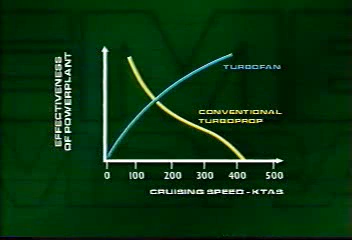 EFFECTIVENESS
OF POWERPLANT
TURBOFAN
CONVENTIONAL
TURBOPROP
0 100 200 300 400 500
CRUISING SPEED - KTAS